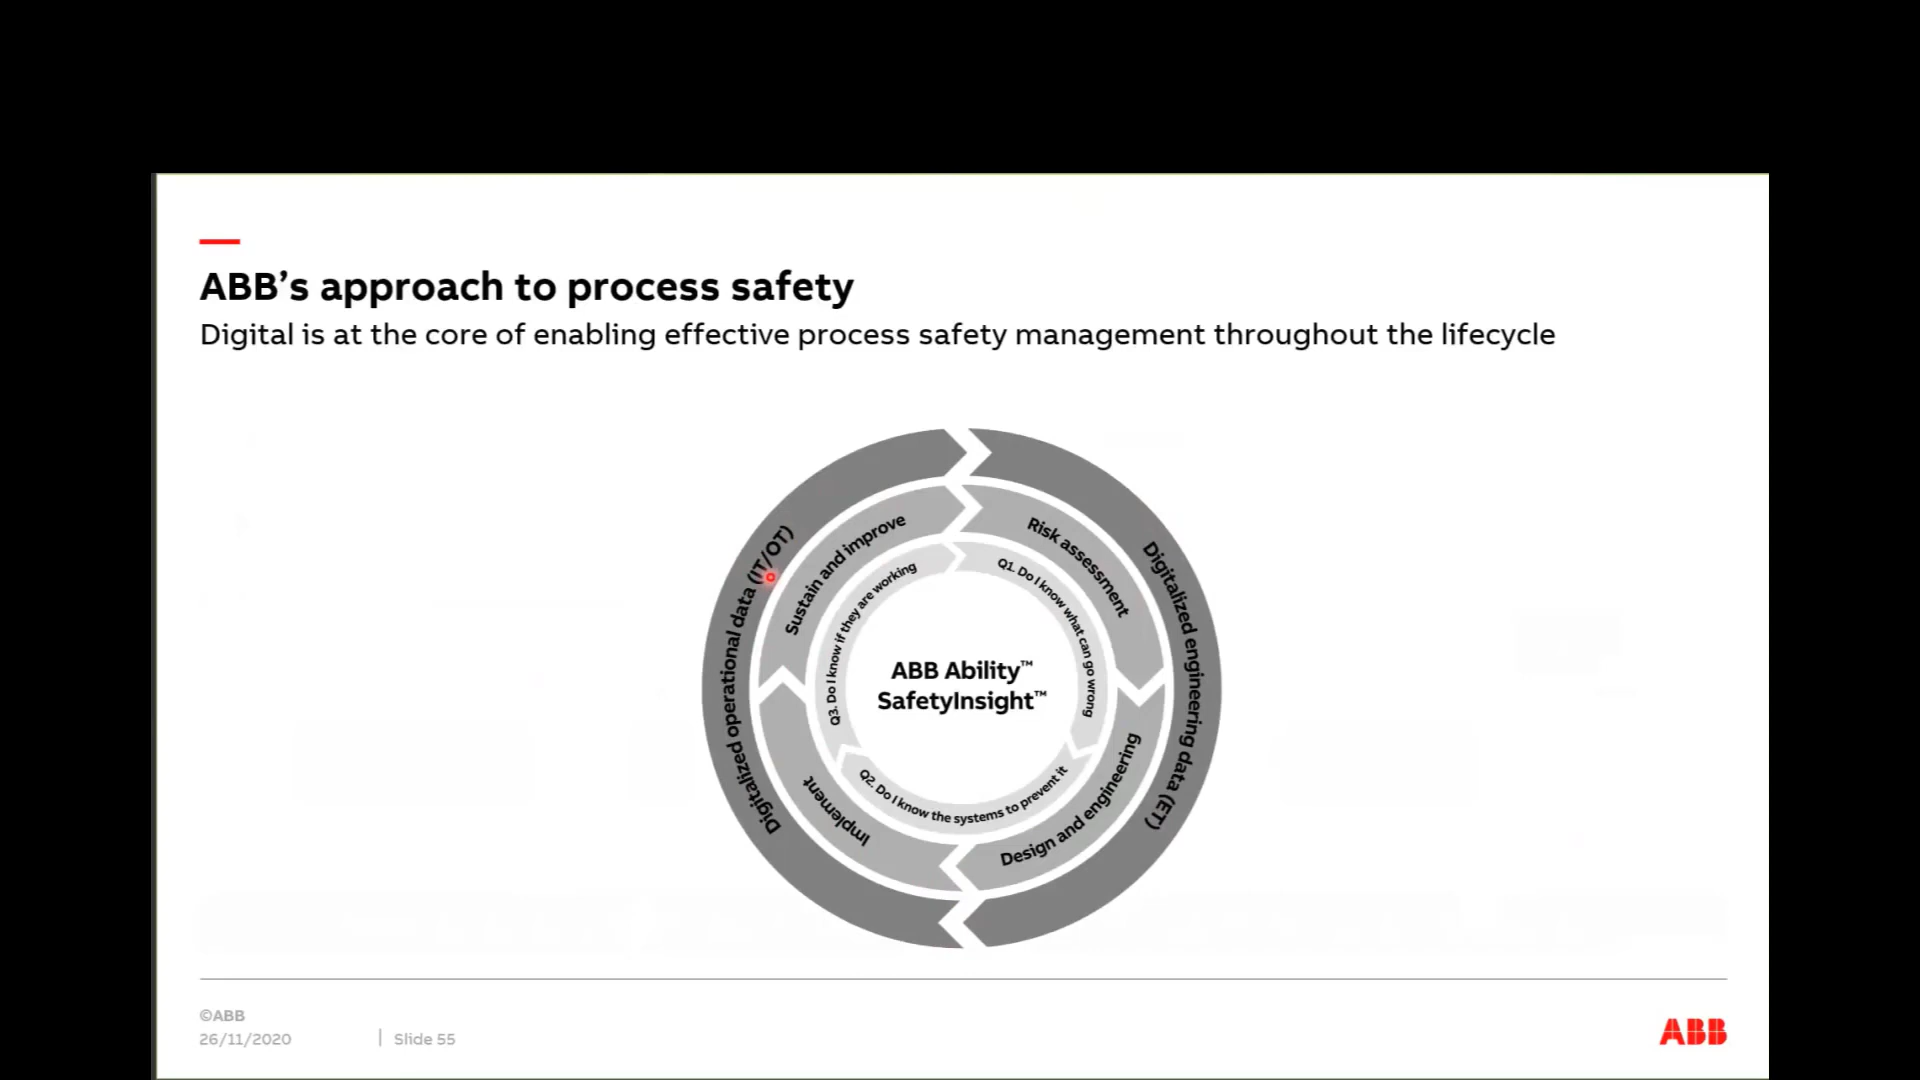 ABB's approach to process safety
Digital is at the core of enabling effective process safety management throughout the lifecycle
Digitalized operational data (IT/OT)
Digitalized engineering data (ET)
Sustain and improve
Risk assessment
Design and engineering
Implement
Q1. Do I know what can go wrong
Q2. Do I know the systems to prevent it
Q3. Do I know if they are working
ABB Ability™
SafetyInsight™
©ABB
26/11/2020 | Slide 55
ABB